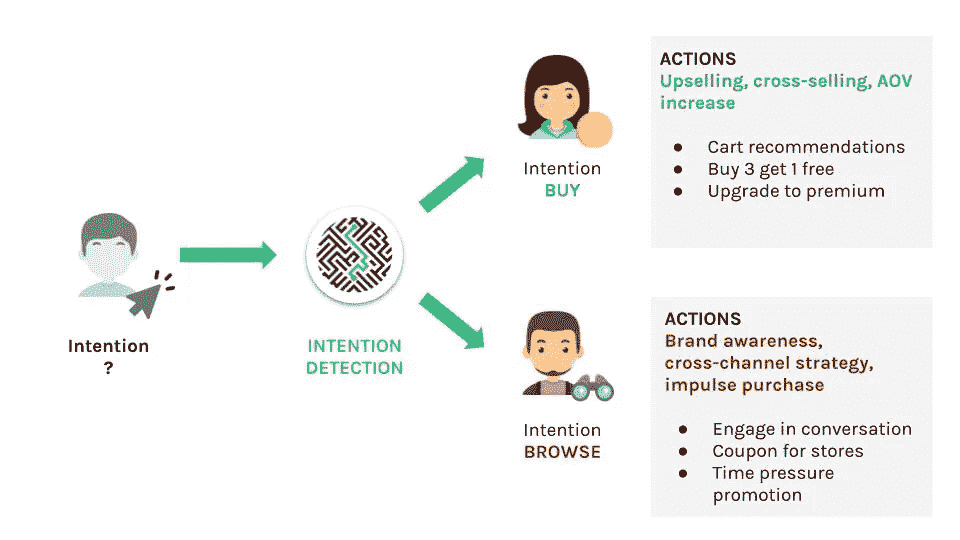 Intention
?
INTENTION
DETECTION
Intention
BUY
ACTIONS
Upselling, cross-selling, AOV
increase
● Cart recommendations
● Buy 3 get 1 free
● Upgrade to premium
Intention
BROWSE
ACTIONS
Brand awareness,
cross-channel strategy,
impulse purchase
● Engage in conversation
● Coupon for stores
● Time pressure
promotion